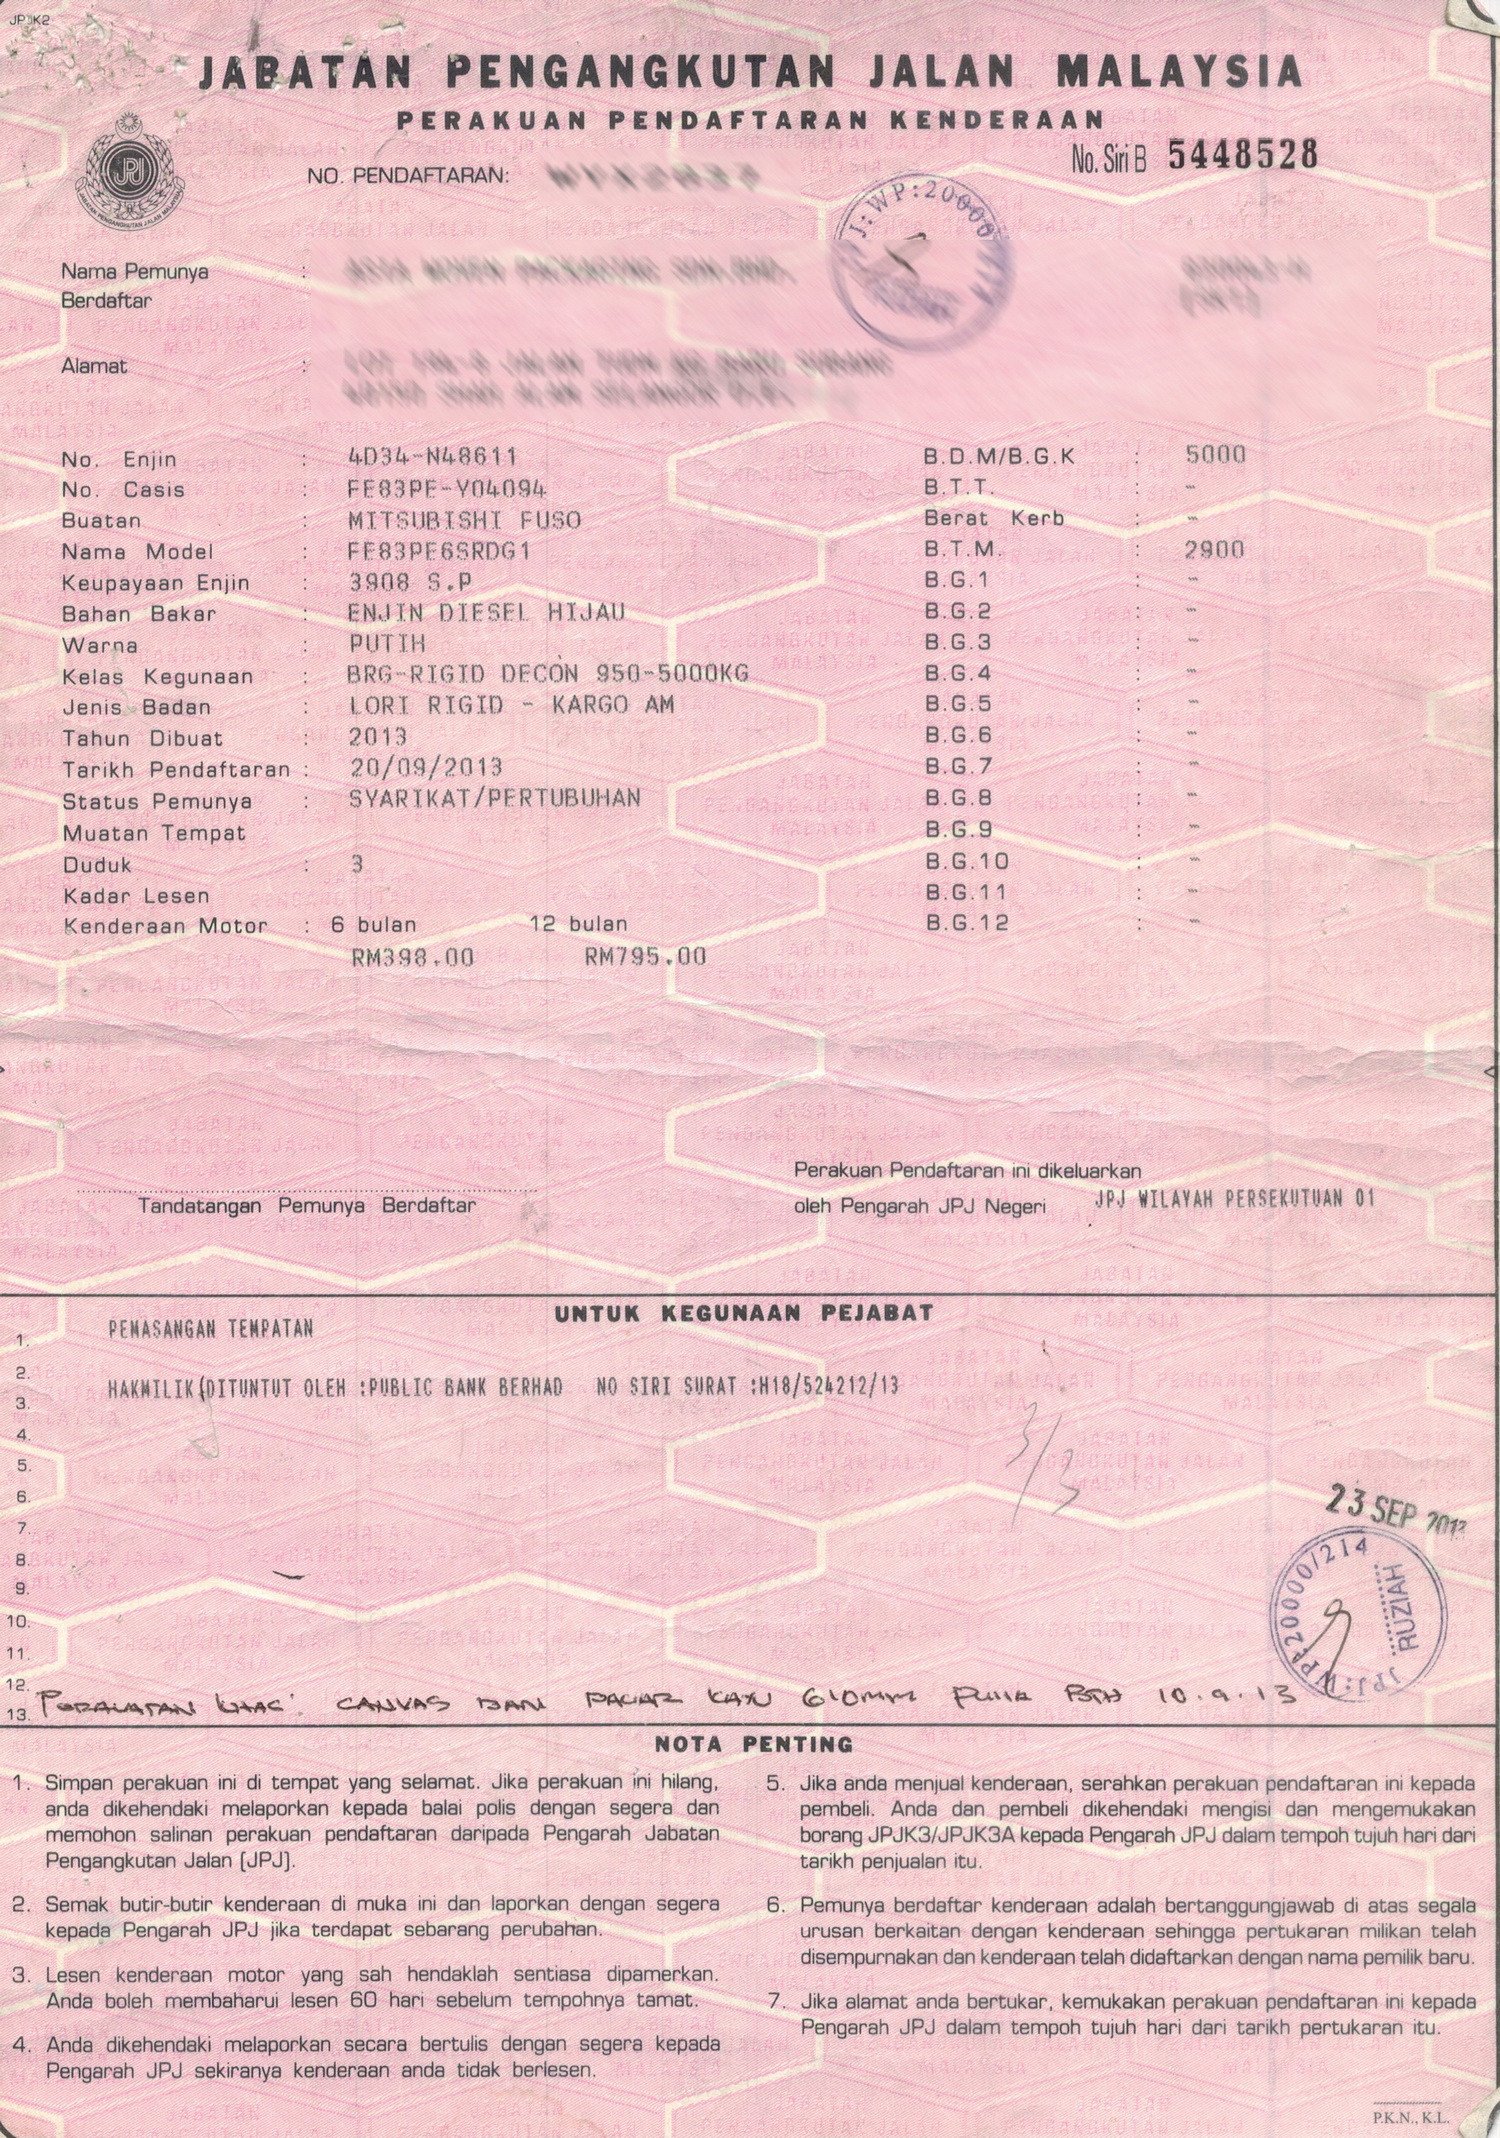 JPJK2
JABATAN PENGANGKUTAN JALAN MALAYSIA
PERAKUAN PENDAFTARAN KENDERAAN
No. Siri B 5448528
NO. PENDAFTARAN:
J:WP:20000
Nama Pemunya :
Berdaftar
Alamat :
No. Enjin : 4D34-N48611 B.D.M/B.G.K : 5000
No. Casis : FE83PE-Y04094 B.T.T. : -
Buatan : MITSUBISHI FUSO Berat Kerb : -
Nama Model : FE83PE6SRDG1 B.T.M. : 2900
Keupayaan Enjin : 3908 S.P B.G.1 : -
Bahan Bakar : ENJIN DIESEL HIJAU B.G.2 : -
Warna : PUTIH B.G.3 : -
Kelas Kegunaan : BRG-RIGID DECON 950-5000KG B.G.4 : -
Jenis Badan : LORI RIGID - KARGO AM B.G.5 : -
Tahun Dibuat : 2013 B.G.6 : -
Tarikh Pendaftaran : 20/09/2013 B.G.7 : -
Status Pemunya : SYARIKAT/PERTUBUHAN B.G.8 : -
Muatan Tempat B.G.9 : -
Duduk : 3 B.G.10 : -
Kadar Lesen B.G.11 : -
Kenderaan Motor : 6 bulan 12 bulan B.G.12 : -
RM398.00 RM795.00
Perakuan Pendaftaran ini dikeluarkan
Tandatangan Pemunya Berdaftar oleh Pengarah JPJ Negeri JPJ WILAYAH PERSEKUTUAN 01
UNTUK KEGUNAAN PEJABAT
1. PEMASANGAN TEMPATAN
2.
HAKMILIK DITUNTUT OLEH :PUBLIC BANK BERHAD NO SIRI SURAT :H18/524212/13
3.
4.
5.
6.
23 SEP 2013
7.
8.
9.
10.
11.
12.
JPJ:WP:20000/214
RUZIAH
13. CANVAS DAN PAGAR KAYU 610MM 10.9.13
NOTA PENTING
1. Simpan perakuan ini di tempat yang selamat. Jika perakuan ini hilang,
anda dikehendaki melaporkan kepada balai polis dengan segera dan
memohon salinan perakuan pendaftaran daripada Pengarah Jabatan
Pengangkutan Jalan (JPJ).
2. Semak butir-butir kenderaan di muka ini dan laporkan dengan segera
kepada Pengarah JPJ jika terdapat sebarang perubahan.
3. Lesen kenderaan motor yang sah hendaklah sentiasa dipamerkan.
Anda boleh membaharui lesen 60 hari sebelum tempohnya tamat.
4. Anda dikehendaki melaporkan secara bertulis dengan segera kepada
Pengarah JPJ sekiranya kenderaan anda tidak berlesen.
5. Jika anda menjual kenderaan, serahkan perakuan pendaftaran ini kepada
pembeli. Anda dan pembeli dikehendaki mengisi dan mengemukakan
borang JPJK3/JPJK3A kepada Pengarah JPJ dalam tempoh tujuh hari dari
tarikh penjualan itu.
6. Pemunya berdaftar kenderaan adalah bertanggungjawab di atas segala
urusan berkaitan dengan kenderaan sehingga pertukaran milikan telah
disempurnakan dan kenderaan telah didaftarkan dengan nama pemilik baru.
7. Jika alamat anda bertukar, kemukakan perakuan pendaftaran ini kepada
Pengarah JPJ dalam tempoh tujuh hari dari tarikh pertukaran itu.
P.K.N., K.L.